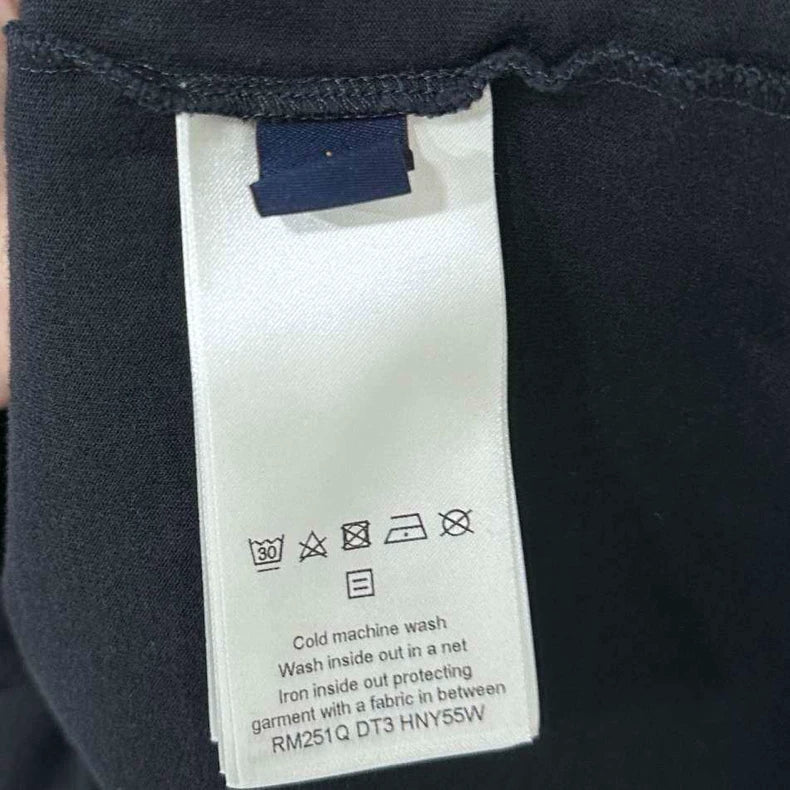 30
Cold machine wash
Wash inside out in a net
Iron inside out protecting
garment with a fabric in between
RM251Q DT3 HNY55W